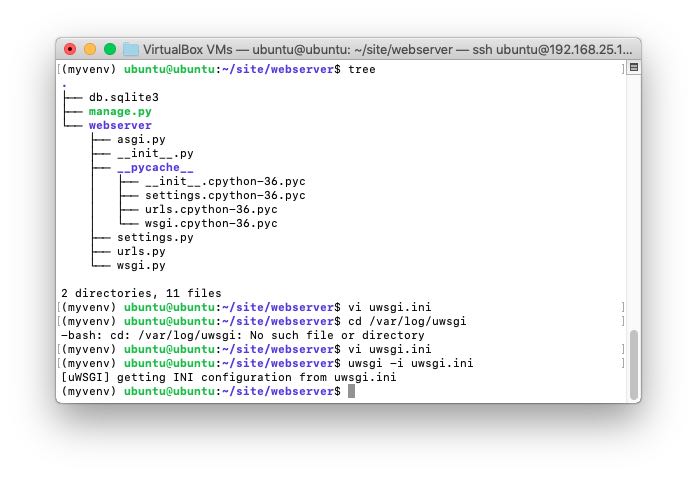 VirtualBox VMs — ubuntu@ubuntu: ~/site/webserver — ssh ubuntu@192.168.25.1...
[(myvenv) ubuntu@ubuntu:~/site/webserver$ tree ]
.
├── db.sqlite3
├── manage.py
└── webserver
    ├── asgi.py
    ├── __init__.py
    ├── __pycache__
    │   ├── __init__.cpython-36.pyc
    │   ├── settings.cpython-36.pyc
    │   ├── urls.cpython-36.pyc
    │   └── wsgi.cpython-36.pyc
    ├── settings.py
    ├── urls.py
    └── wsgi.py
2 directories, 11 files
[(myvenv) ubuntu@ubuntu:~/site/webserver$ vi uwsgi.ini ]
[(myvenv) ubuntu@ubuntu:~/site/webserver$ cd /var/log/uwsgi ]
-bash: cd: /var/log/uwsgi: No such file or directory
[(myvenv) ubuntu@ubuntu:~/site/webserver$ vi uwsgi.ini ]
[(myvenv) ubuntu@ubuntu:~/site/webserver$ uwsgi -i uwsgi.ini ]
[uWSGI] getting INI configuration from uwsgi.ini
(myvenv) ubuntu@ubuntu:~/site/webserver$